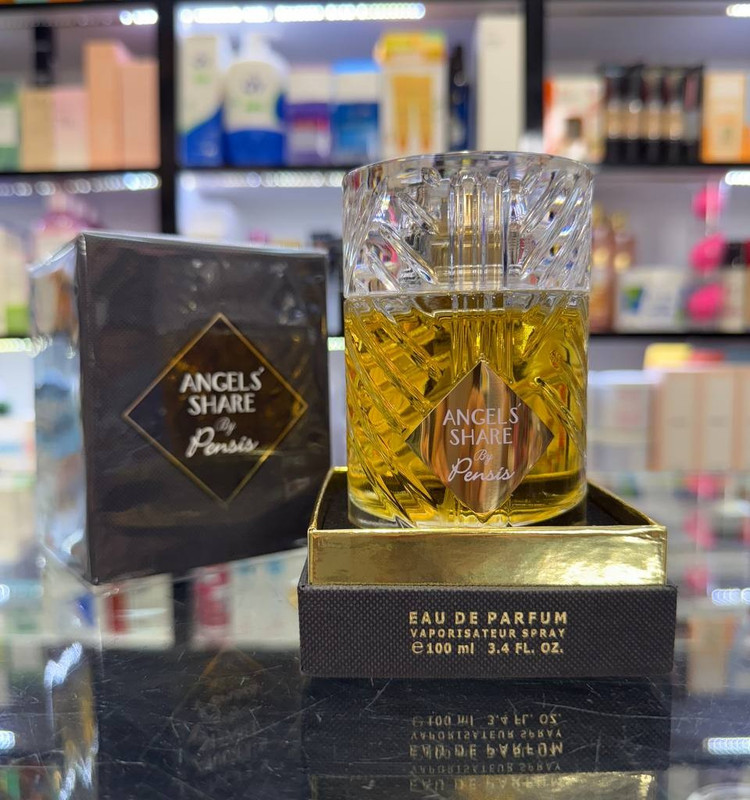 ANGELS'
SHARE
By
Pensis
ANGELS'
SHARE
By
Pensis
EAU DE PARFUM
VAPORISATEUR SPRAY
℮100 ml 3.4 FL. OZ.